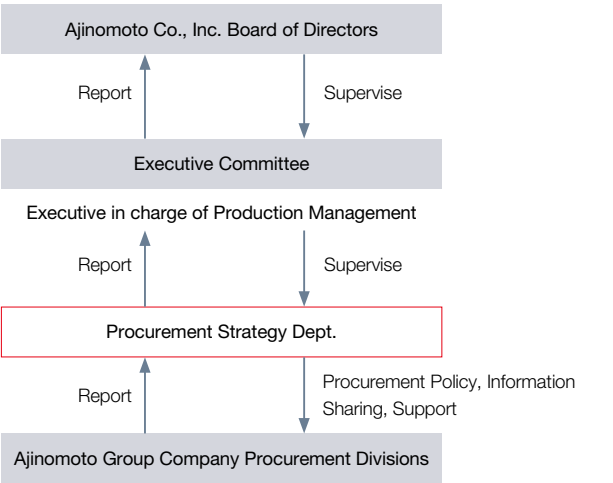 Ajinomoto Co., Inc. Board of Directors
Report
Supervise
Executive Committee
Executive in charge of Production Management
Report
Supervise
Procurement Strategy Dept.
Report
Procurement Policy, Information
Sharing, Support
Ajinomoto Group Company Procurement Divisions